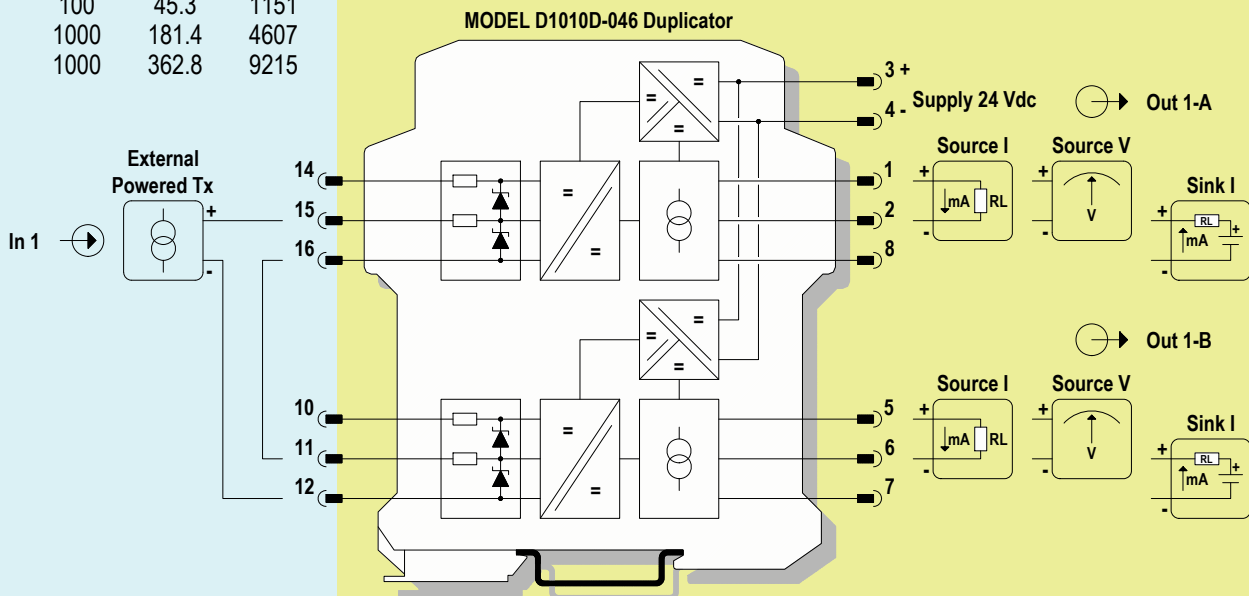 100 45.3 1151
1000 181.4 4607
1000 362.8 9215
MODEL D1010D-046 Duplicator
3 +
4 -
Supply 24 Vdc
Out 1-A
External
Powered Tx
+
-
In 1
14
15
16
= =
= = =
1
2
8
Source I
+
-
mA RL
Source V
+
-
V
Sink I
+
-
RL
mA
+
Out 1-B
10
11
12
= =
= = =
5
6
7
Source I
+
-
mA RL
Source V
+
-
V
Sink I
+
-
RL
mA
+